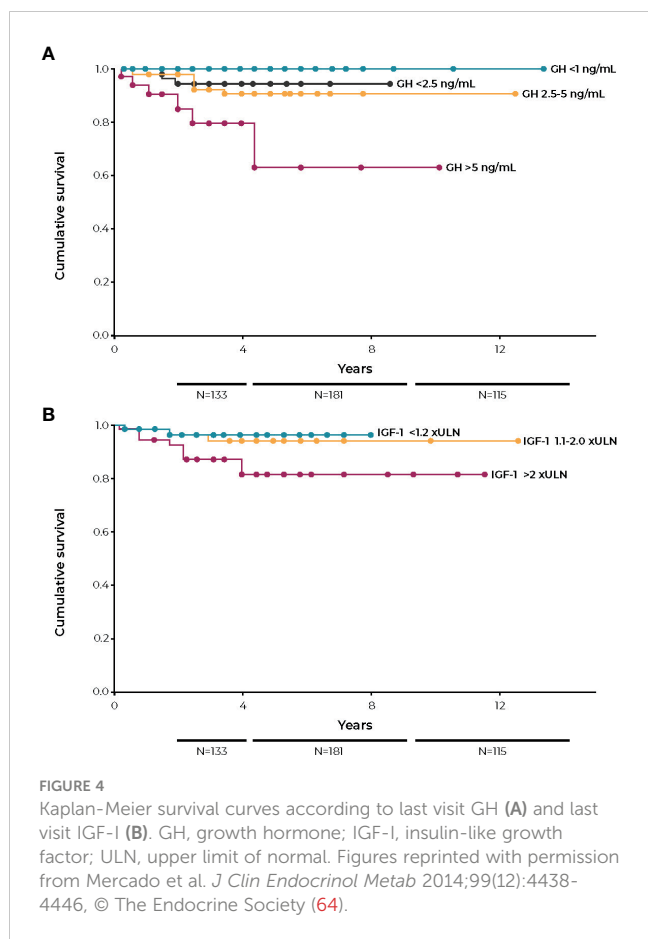 A
1.0
0.8
0.6
0.4
0.2
0.0
Cumulative survival
GH <1 ng/mL
GH <2.5 ng/mL
GH 2.5-5 ng/mL
GH >5 ng/mL
0 4 8 12
Years
N=133 N=181 N=115
B
1.0
0.8
0.6
0.4
0.2
0.0
Cumulative survival
IGF-1 <1.2 xULN
IGF-1 1.1-2.0 xULN
IGF-1 >2 xULN
0 4 8 12
Years
N=133 N=181 N=115
FIGURE 4
Kaplan-Meier survival curves according to last visit GH (A) and last
visit IGF-I (B). GH, growth hormone; IGF-I, insulin-like growth
factor; ULN, upper limit of normal. Figures reprinted with permission
from Mercado et al. J Clin Endocrinol Metab 2014;99(12):4438-
4446, © The Endocrine Society (64).